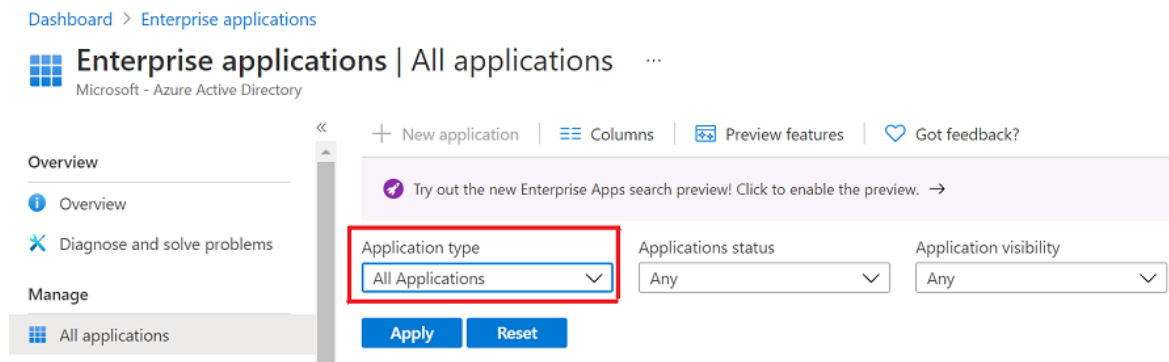 Dashboard > Enterprise applications
Enterprise applications | All applications ...
Microsoft - Azure Active Directory
«
Overview
Overview
Diagnose and solve problems
Manage
All applications
+ New application
Columns
Preview features
Got feedback?
Try out the new Enterprise Apps search preview! Click to enable the preview. →
Application type
All Applications
Applications status
Any
Application visibility
Any
Apply
Reset